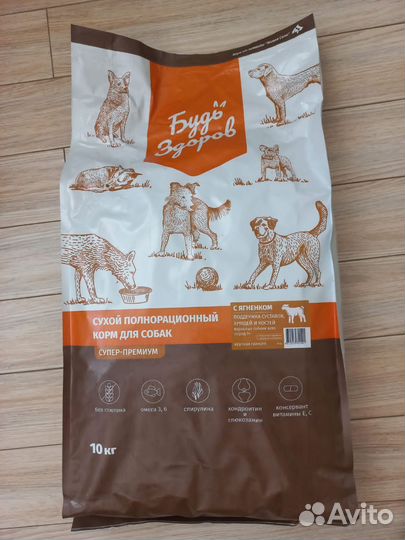 Будь
Здоров
СУХОЙ ПОЛНОРАЦИОННЫЙ
КОРМ ДЛЯ СОБАК
СУПЕР-ПРЕМИУМ
С ЯГНЕНКОМ
ПОДДЕРЖКА СУСТАВОВ,
ХРЯЩЕЙ И КОСТЕЙ
без глютена
омега 3, 6
спирулина
хондроитин
и
глюкозамин
консервант
витамины Е, С
10 кг
Avito